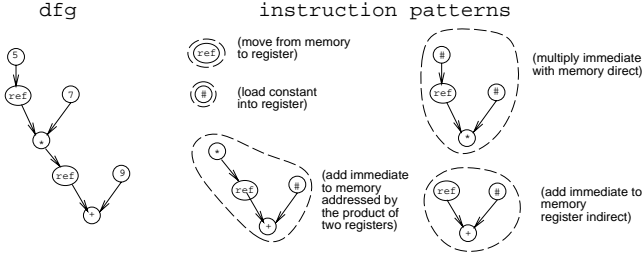 dfg
5
ref
7
*
ref
9
+
instruction patterns
ref
(move from memory
to register)
#
(load constant
into register)
#
ref
#
*
(multiply immediate
with memory direct)
*
ref
#
+
(add immediate
to memory
addressed by
the product of
two registers)
ref
#
+
(add immediate to
memory
register indirect)